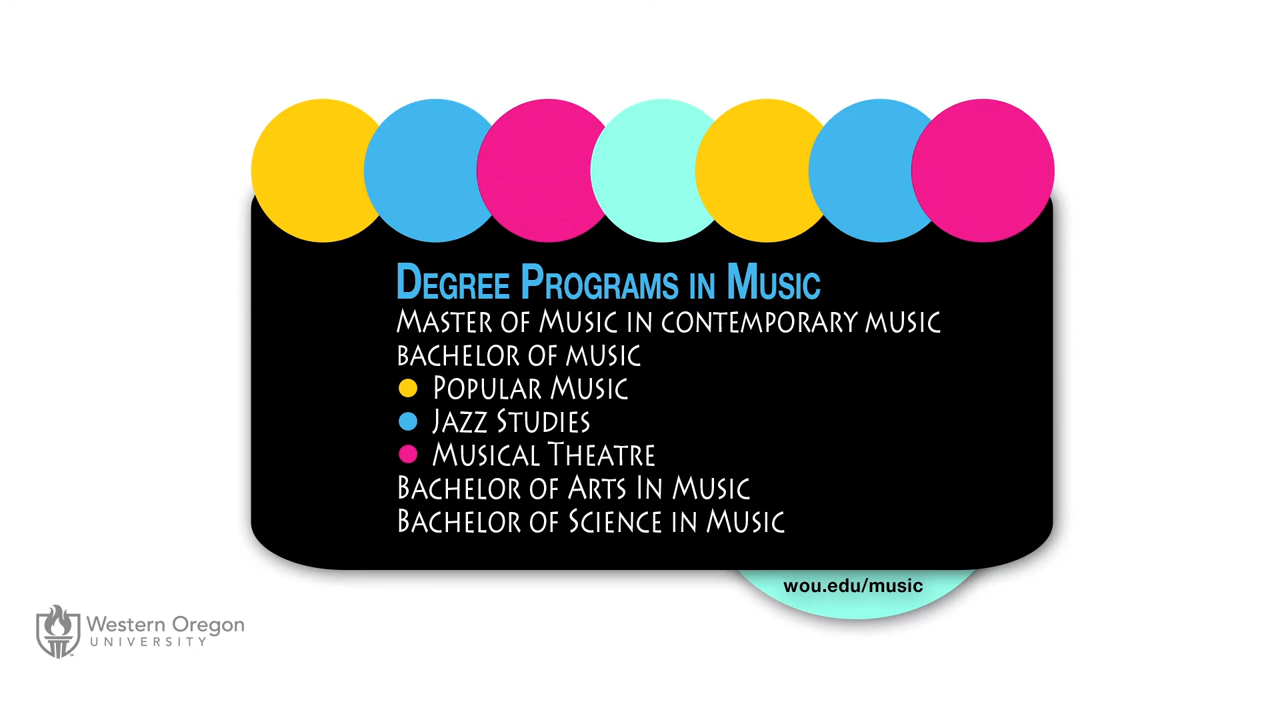 Degree Programs in Music
Master of Music in contemporary music
bachelor of music
Popular Music
Jazz Studies
Musical Theatre
Bachelor of Arts In Music
Bachelor of Science in Music
wou.edu/music
Western Oregon
UNIVERSITY